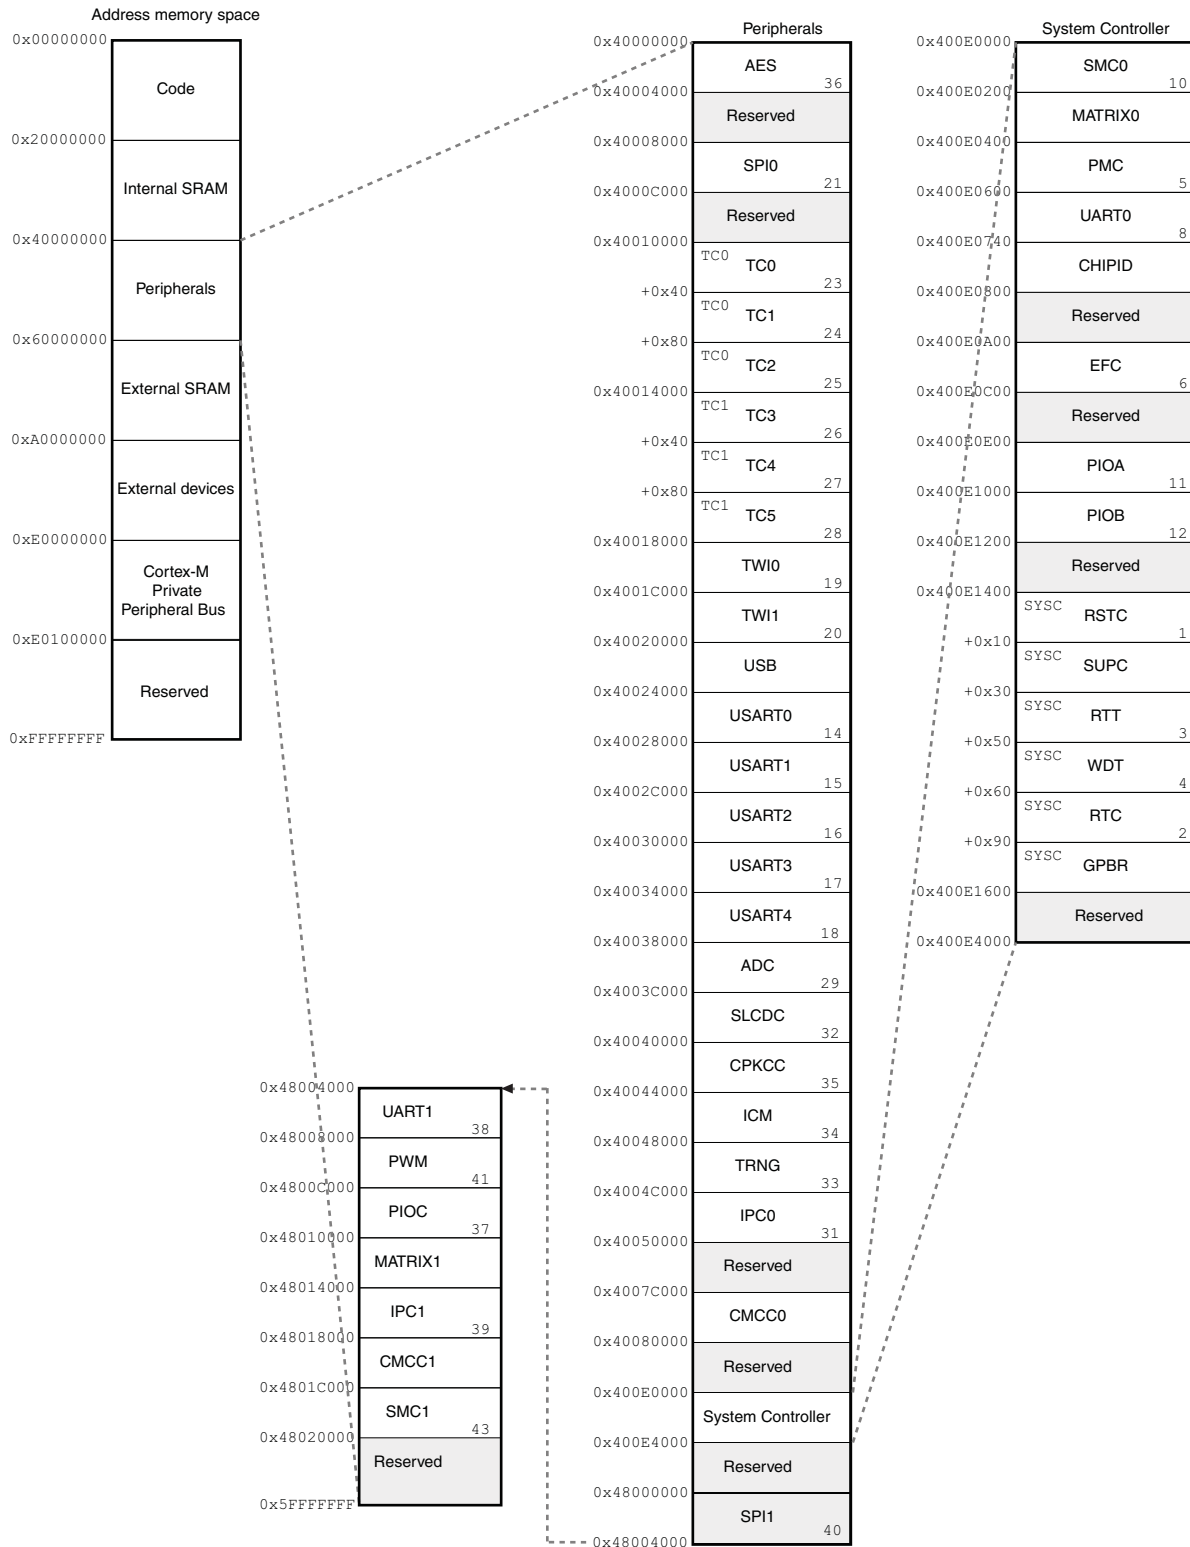 Address memory space
0x00000000
Code
0x20000000
Internal SRAM
0x40000000
Peripherals
0x60000000
External SRAM
0xA0000000
External devices
0xE0000000
Cortex-M
Private
Peripheral Bus
0xE0100000
Reserved
0xFFFFFFFF
Peripherals
0x40000000
AES
36
0x40004000
Reserved
0x40008000
SPI0
21
0x4000C000
Reserved
0x40010000
TC0
TC0
23
+0x40
TC0
TC1
24
+0x80
TC0
TC2
25
0x40014000
TC1
TC3
26
+0x40
TC1
TC4
27
+0x80
TC1
TC5
28
0x40018000
TWI0
19
0x4001C000
TWI1
20
0x40020000
USB
0x40024000
USART0
14
0x40028000
USART1
15
0x4002C000
USART2
16
0x40030000
USART3
17
0x40034000
USART4
18
0x40038000
ADC
29
0x4003C000
SLCDC
32
0x40040000
CPKCC
35
0x40044000
ICM
34
0x40048000
TRNG
33
0x4004C000
IPC0
31
0x40050000
Reserved
0x4007C000
CMCC0
0x40080000
Reserved
0x400E0000
System Controller
0x400E4000
Reserved
0x48000000
SPI1
40
0x48004000
System Controller
0x400E0000
SMC0
10
0x400E0200
MATRIX0
0x400E0400
PMC
5
0x400E0600
UART0
8
0x400E0740
CHIPID
0x400E0800
Reserved
0x400E0A00
EFC
6
0x400E0C00
Reserved
0x400E0E00
PIOA
11
0x400E1000
PIOB
12
0x400E1200
Reserved
0x400E1400
SYSC
RSTC
1
+0x10
SYSC
SUPC
+0x30
SYSC
RTT
3
+0x50
SYSC
WDT
4
+0x60
SYSC
RTC
2
+0x90
SYSC
GPBR
0x400E1600
Reserved
0x400E4000
0x48004000
UART1
38
0x48008000
PWM
41
0x4800C000
PIOC
37
0x48010000
MATRIX1
0x48014000
IPC1
39
0x48018000
CMCC1
0x4801C000
SMC1
43
0x48020000
Reserved
0x5FFFFFFF